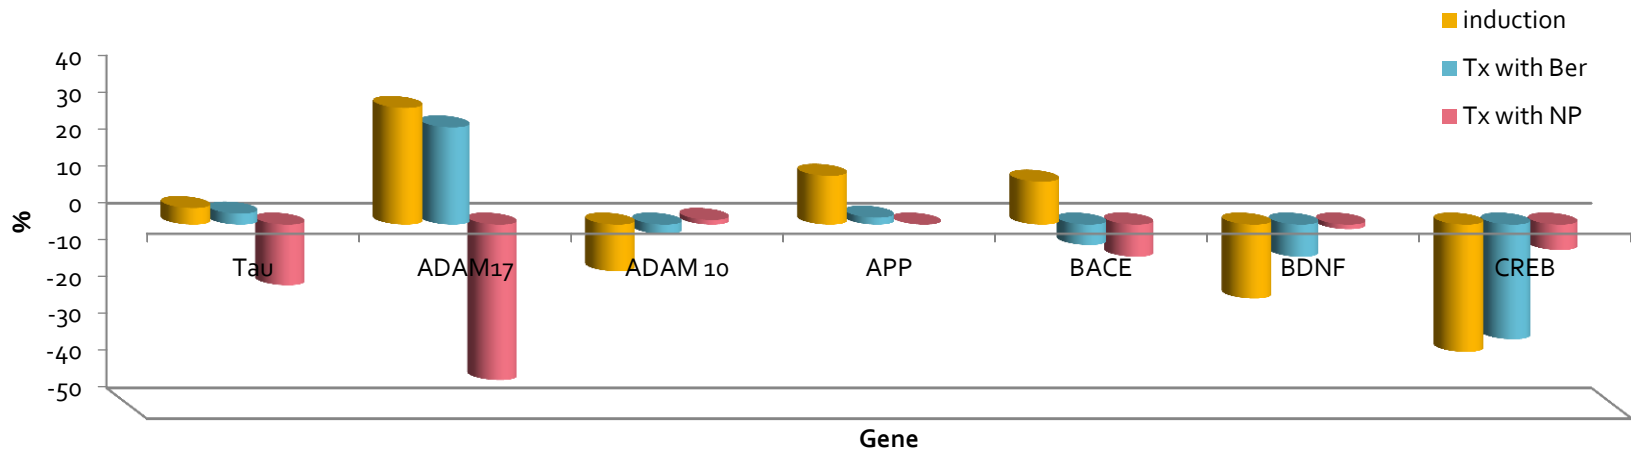 induction
Tx with Ber
Tx with NP
40
30
20
10
0
-10
-20
-30
-40
-50
%
Tau
ADAM17
ADAM 10
APP
BACE
BDNF
CREB
Gene